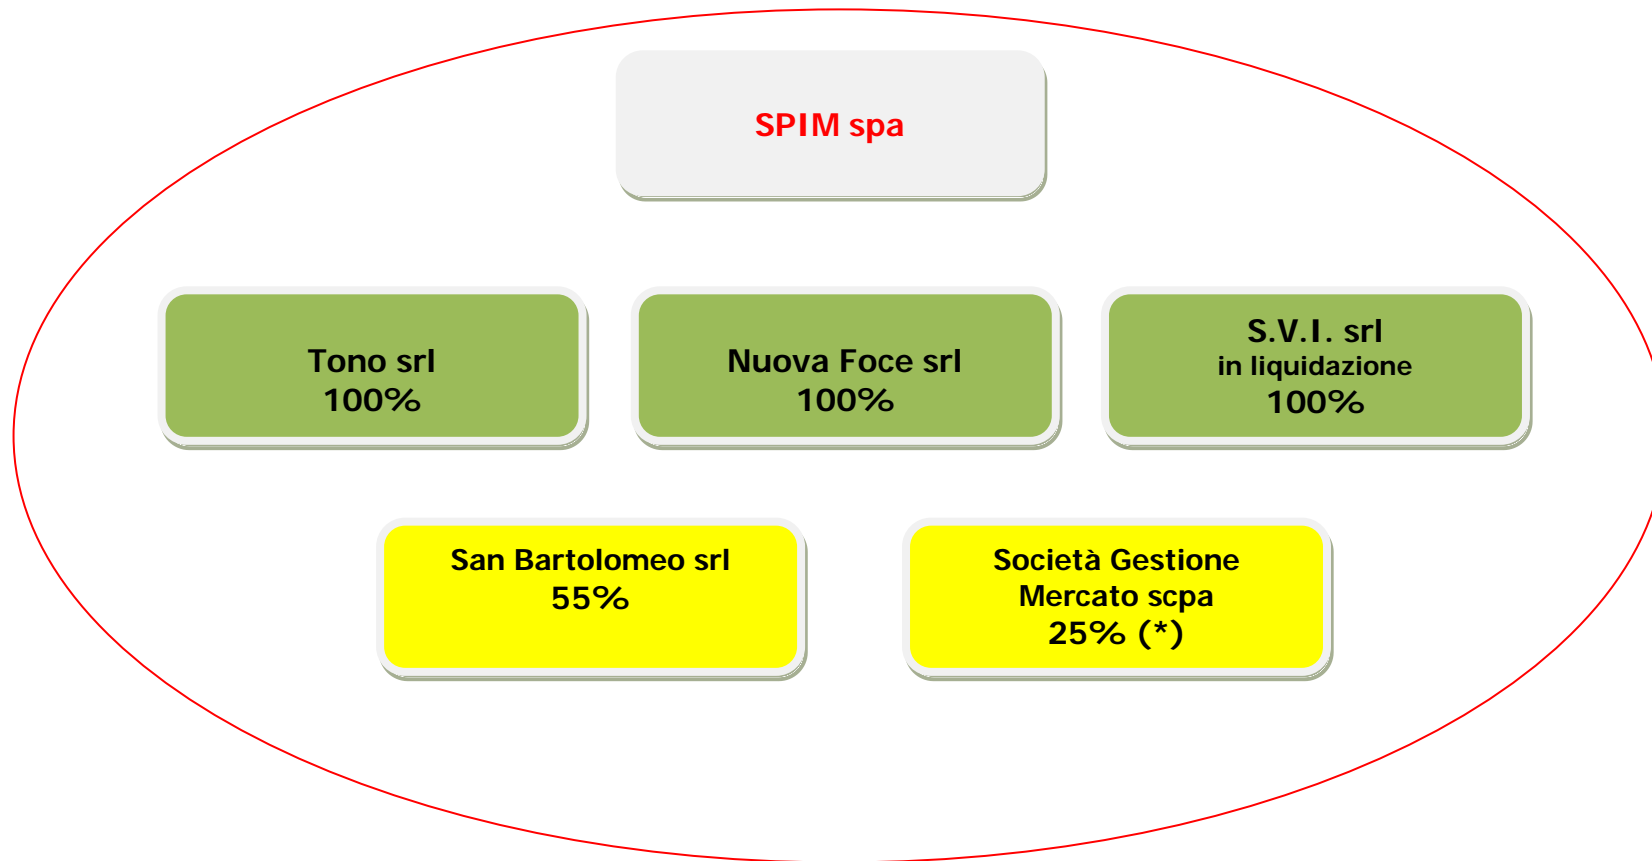 SPIM spa
Tono srl
100%
Nuova Foce srl
100%
S.V.I. srl
in liquidazione
100%
San Bartolomeo srl
55%
Società Gestione
Mercato scpa
25% (*)